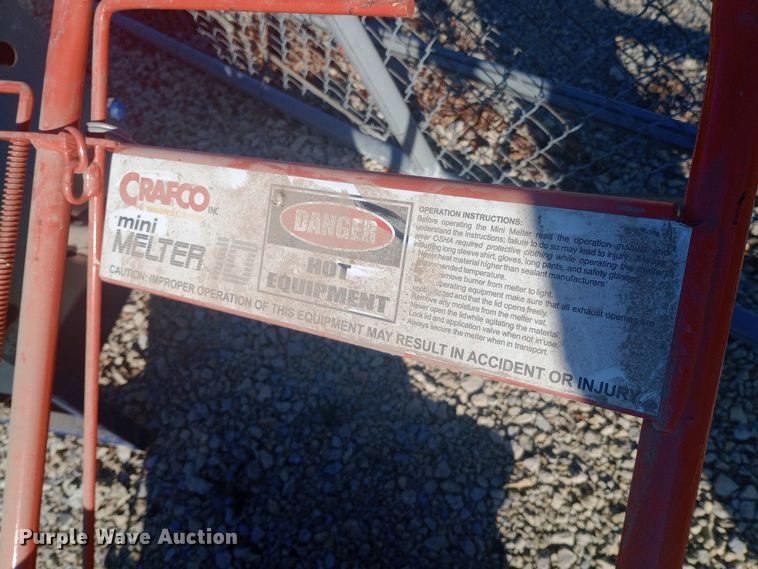 CRAFCO INC
mini
MELTER
DANGER
T
EQUIPMENT
OPERATION INSTRUCTIONS:
Before operating the Mini Melter read the operation manual and
understand the instructions; failure to do so may lead to injury. Always
wear OSHA required protective clothing while operating the melter
long sleeve shirt, gloves, long pants, and safety
Never heat material higher than sealant manufacturers'
temperature.
remove burner from melter to light.
operating equipment make sure that all exhaust opening are
and that the lid opens freely.
Remove any moisture from the melter vat.
Never open the lid while agitating the material
Lock lid and application valve when not in use.
Always secure the melter when in transport.
CAUTION: IMPROPER OPERATION OF THIS EQUIPMENT MAY RESULT IN ACCIDENT OR INJURY
Purple Wave Auction